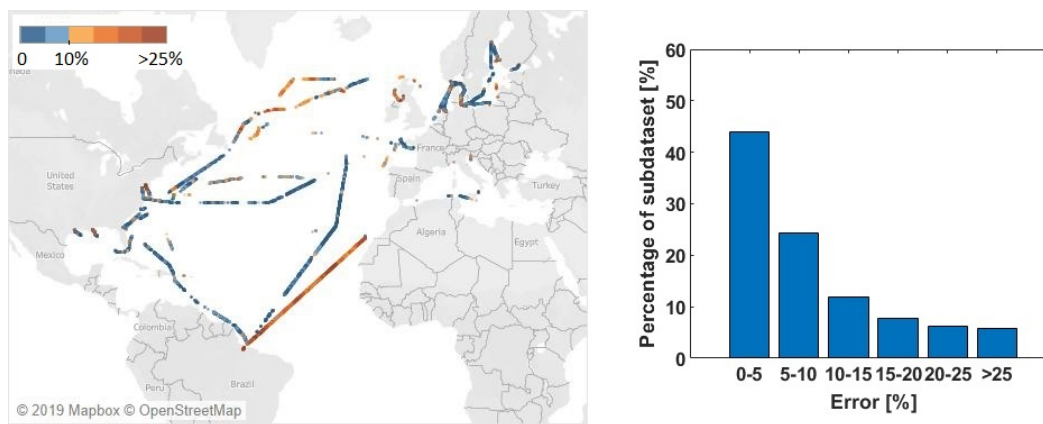 0 10% >25%
United
States
Mexico
France
Spain
Turkey
Algeria
Egypt
Colombia
Peru
Brazil
© 2019 Mapbox © OpenStreetMap
Percentage of subdataset [%]
60
50
40
30
20
10
0
0-5 5-10 10-15 15-20 20-25 >25
Error [%]